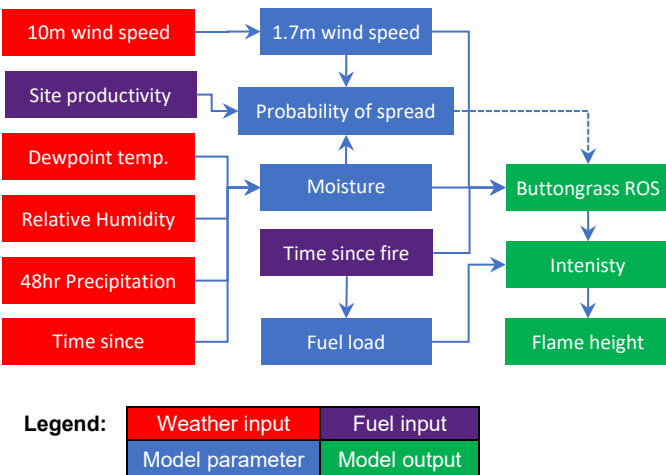 10m wind speed
1.7m wind speed
Site productivity
Probability of spread
Dewpoint temp.
Moisture
Buttongrass ROS
Relative Humidity
Time since fire
Intenisty
48hr Precipitation
Time since
Fuel load
Flame height
Legend:
Weather input
Fuel input
Model parameter
Model output